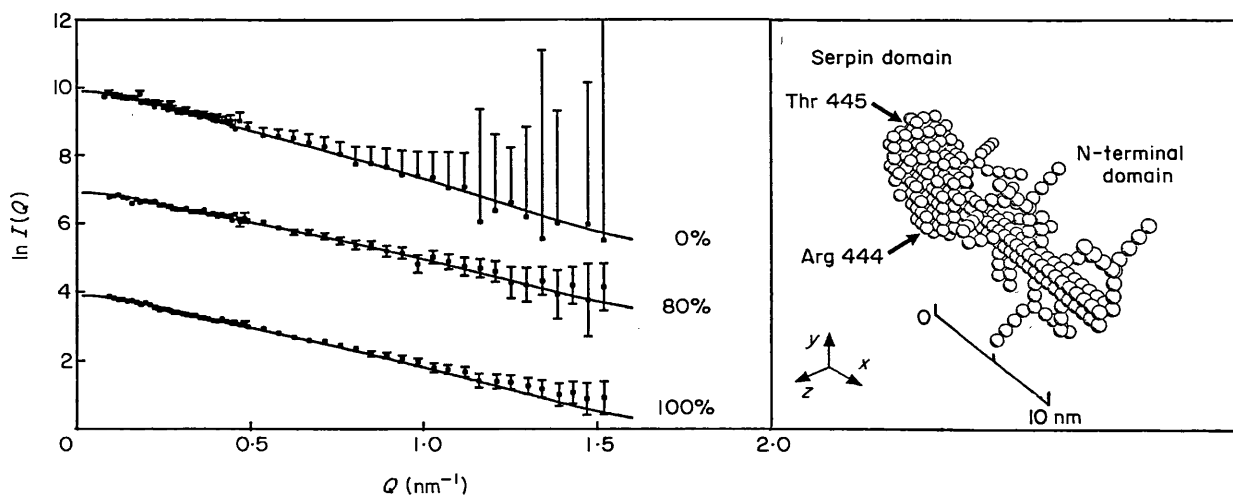 12
10
8
6
4
2
0
0·5
1·0
1·5
2·0
ln I(Q)
Q (nm⁻¹)
0%
80%
100%
Serpin domain
Thr 445
N-terminal
domain
Arg 444
0
10 nm
y
x
z